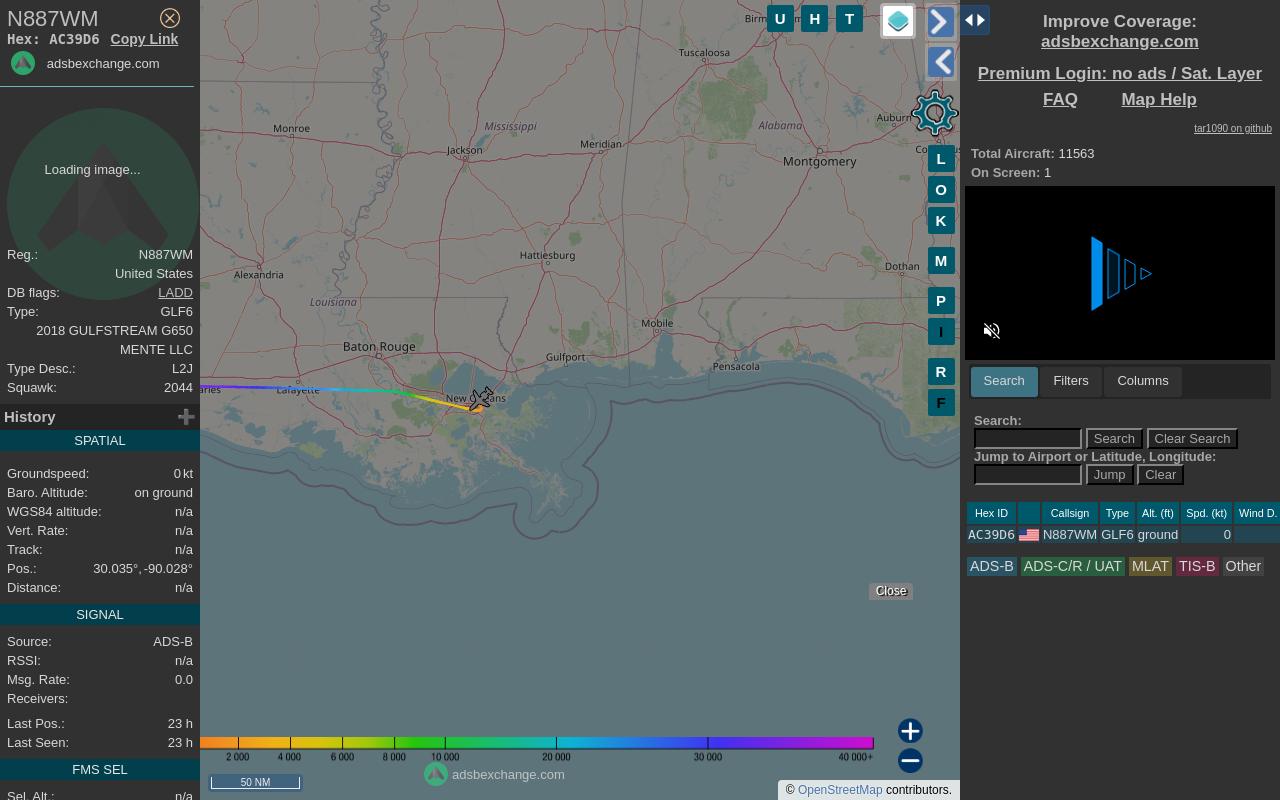 N887WM
Hex: AC39D6 Copy Link
adsbexchange.com
Loading image...
Reg.: N887WM
United States
DB flags: LADD
Type: GLF6
2018 GULFSTREAM G650
MENTE LLC
Type Desc.: L2J
Squawk: 2044
History
SPATIAL
Groundspeed: 0 kt
Baro. Altitude: on ground
WGS84 altitude: n/a
Vert. Rate: n/a
Track: n/a
Pos.: 30.035°, -90.028°
Distance: n/a
SIGNAL
Source: ADS-B
RSSI: n/a
Msg. Rate: 0.0
Receivers:
Last Pos.: 23 h
Last Seen: 23 h
FMS SEL
Sel. Alt.: n/a
U H T
Tuscaloosa
Monroe
Mississippi
Alabama
Auburn
Jackson
Meridian
Montgomery
Hattiesburg
Alexandria
Dothan
Louisiana
Mobile
Baton Rouge
Gulfport
Pensacola
Lafayette
New Orleans
L
O
K
M
P
I
R
F
Close
2 000 4 000 6 000 8 000 10 000 20 000 30 000 40 000+
50 NM
adsbexchange.com
© OpenStreetMap contributors.
Improve Coverage:
adsbexchange.com
Premium Login: no ads / Sat. Layer
FAQ Map Help
tar1090 on github
Total Aircraft: 11563
On Screen: 1
Search Filters Columns
Search:
Search Clear Search
Jump to Airport or Latitude, Longitude:
Jump Clear
Hex ID Callsign Type Alt. (ft) Spd. (kt) Wind D.
AC39D6 N887WM GLF6 ground 0
ADS-B ADS-C/R / UAT MLAT TIS-B Other